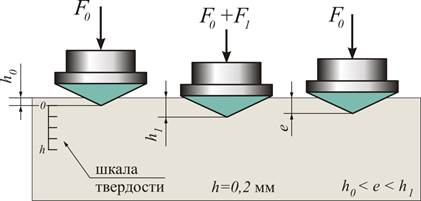 F₀
F₀+F₁
F₀
h₀
0
h
h₁
e
шкала
твердости
h=0,2 мм
h₀< e < h₁